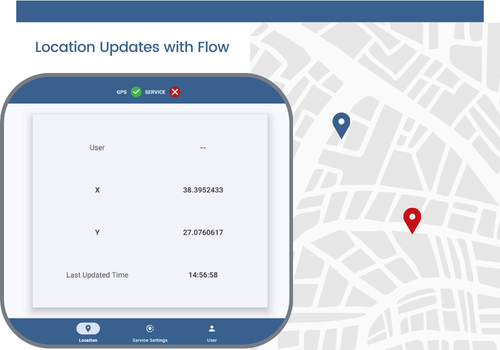 Location Updates with Flow
GPS SERVICE
User --
X 38.3952433
Y 27.0760617
Last Updated Time 14:56:58
Location Service Settings User